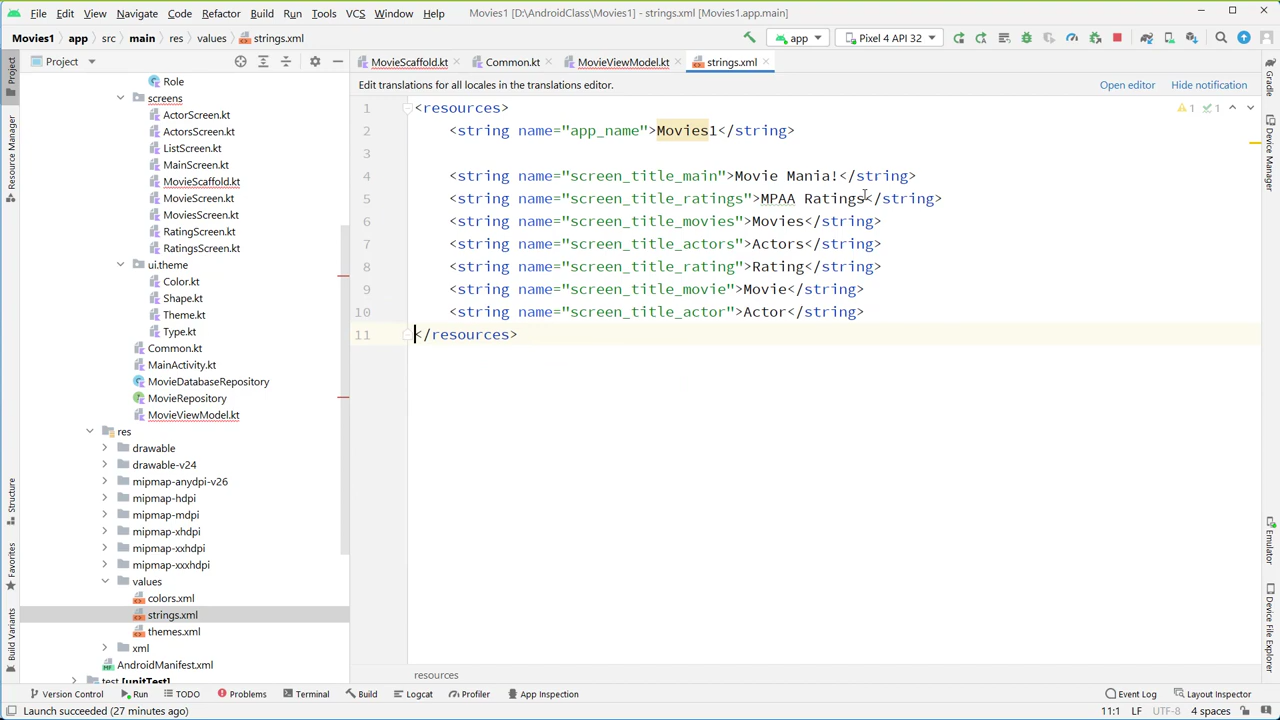 File Edit View Navigate Code Refactor Build Run Tools VCS Window Help Movies1 [D:\AndroidClass\Movies1] - strings.xml [Movies1.app.main]
Movies1 app src main res values strings.xml app Pixel 4 API 32
Project MovieScaffold.kt Common.kt MovieViewModel.kt strings.xml
Edit translations for all locales in the translations editor. Open editor Hide notification
Role
screens
ActorScreen.kt
ActorsScreen.kt
ListScreen.kt
MainScreen.kt
MovieScaffold.kt
MovieScreen.kt
MoviesScreen.kt
RatingScreen.kt
RatingsScreen.kt
ui.theme
Color.kt
Shape.kt
Theme.kt
Type.kt
Common.kt
MainActivity.kt
MovieDatabaseRepository
MovieRepository
MovieViewModel.kt
res
drawable
drawable-v24
mipmap-anydpi-v26
mipmap-hdpi
mipmap-mdpi
mipmap-xhdpi
mipmap-xxhdpi
mipmap-xxxhdpi
values
colors.xml
strings.xml
themes.xml
xml
AndroidManifest.xml
test [unitTest]
1 <resources>
2 <string name="app_name">Movies1</string>
3
4 <string name="screen_title_main">Movie Mania!</string>
5 <string name="screen_title_ratings">MPAA Ratings</string>
6 <string name="screen_title_movies">Movies</string>
7 <string name="screen_title_actors">Actors</string>
8 <string name="screen_title_rating">Rating</string>
9 <string name="screen_title_movie">Movie</string>
10 <string name="screen_title_actor">Actor</string>
11 </resources>
1 1
resources
Project
Resource Manager
Structure
Favorites
Build Variants
Gradle
Device Manager
Emulator
Device File Explorer
Version Control Run TODO Problems Terminal Build Logcat Profiler App Inspection Event Log Layout Inspector
Launch succeeded (27 minutes ago) 11:1 LF UTF-8 4 spaces